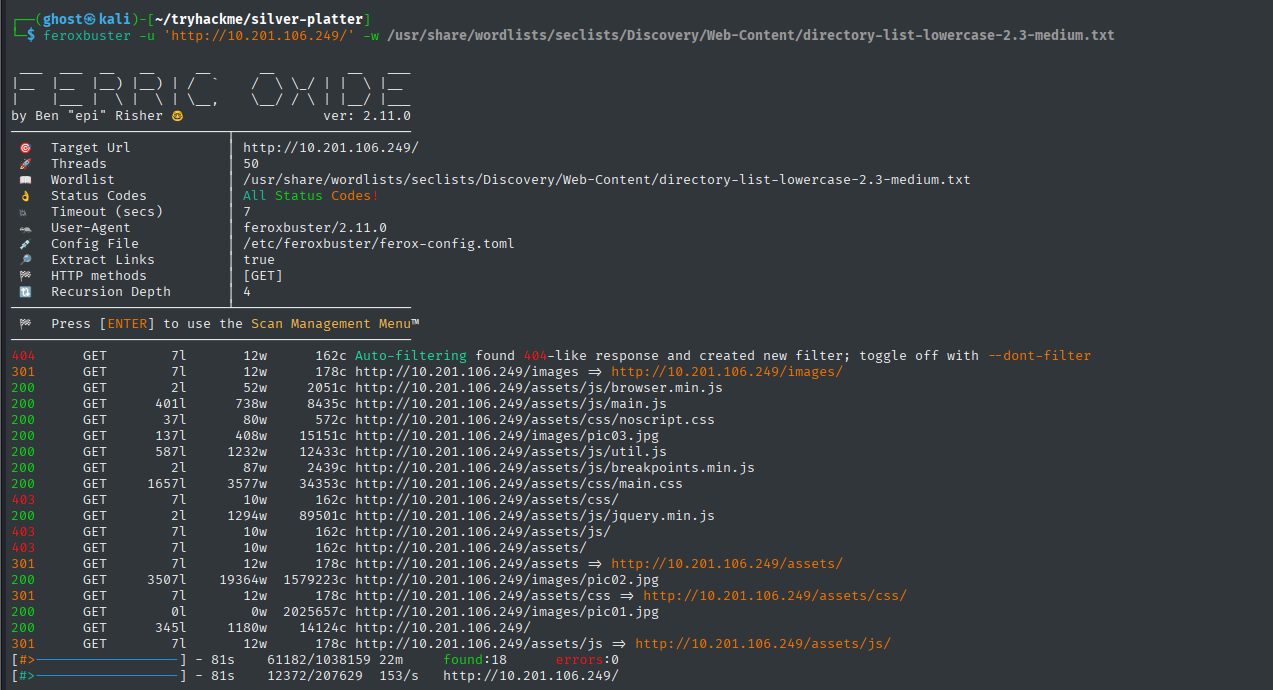 ┌──(ghost㉿kali)-[~/tryhackme/silver-platter]
└─$ feroxbuster -u 'http://10.201.106.249/' -w /usr/share/wordlists/seclists/Discovery/Web-Content/directory-list-lowercase-2.3-medium.txt
FERRIC OXIDE
by Ben "epi" Risher 🤓 ver: 2.11.0
🎯 Target Url │ http://10.201.106.249/
🚀 Threads │ 50
📖 Wordlist │ /usr/share/wordlists/seclists/Discovery/Web-Content/directory-list-lowercase-2.3-medium.txt
👌 Status Codes │ All Status Codes!
💥 Timeout (secs) │ 7
🦡 User-Agent │ feroxbuster/2.11.0
💉 Config File │ /etc/feroxbuster/ferox-config.toml
🔎 Extract Links │ true
🏁 HTTP methods │ [GET]
🔃 Recursion Depth │ 4
🏁 Press [ENTER] to use the Scan Management Menu™
404 GET 7l 12w 162c Auto-filtering found 404-like response and created new filter; toggle off with --dont-filter
301 GET 7l 12w 178c http://10.201.106.249/images => http://10.201.106.249/images/
200 GET 2l 52w 2051c http://10.201.106.249/assets/js/browser.min.js
200 GET 401l 738w 8435c http://10.201.106.249/assets/js/main.js
200 GET 37l 80w 572c http://10.201.106.249/assets/css/noscript.css
200 GET 137l 408w 15151c http://10.201.106.249/images/pic03.jpg
200 GET 587l 1232w 12433c http://10.201.106.249/assets/js/util.js
200 GET 2l 87w 2439c http://10.201.106.249/assets/js/breakpoints.min.js
200 GET 1657l 3577w 34353c http://10.201.106.249/assets/css/main.css
403 GET 7l 10w 162c http://10.201.106.249/assets/css/
200 GET 2l 1294w 89501c http://10.201.106.249/assets/js/jquery.min.js
403 GET 7l 10w 162c http://10.201.106.249/assets/js/
403 GET 7l 10w 162c http://10.201.106.249/assets/
301 GET 7l 12w 178c http://10.201.106.249/assets => http://10.201.106.249/assets/
200 GET 3507l 19364w 1579223c http://10.201.106.249/images/pic02.jpg
301 GET 7l 12w 178c http://10.201.106.249/assets/css => http://10.201.106.249/assets/css/
200 GET 0l 0w 2025657c http://10.201.106.249/images/pic01.jpg
200 GET 345l 1180w 14124c http://10.201.106.249/
301 GET 7l 12w 178c http://10.201.106.249/assets/js => http://10.201.106.249/assets/js/
[#>------------------] - 81s 61182/1038159 22m found:18 errors:0
[#>------------------] - 81s 12372/207629 153/s http://10.201.106.249/